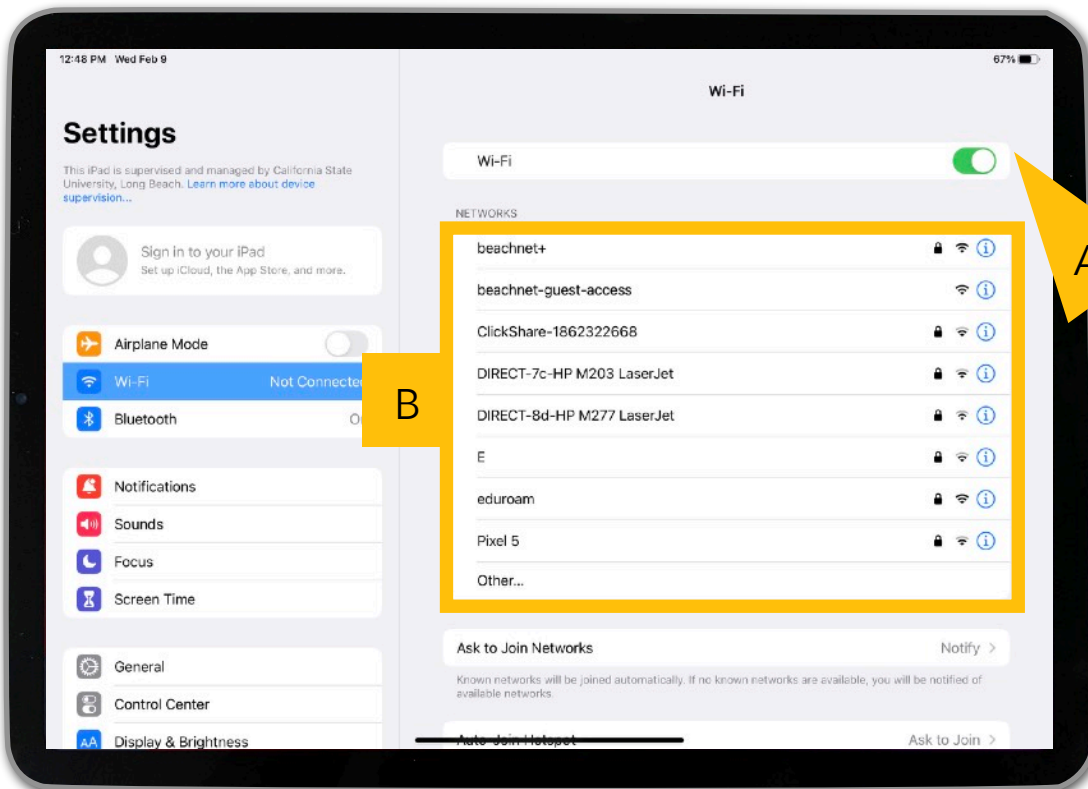 12:48 PM Wed Feb 9
67%
Settings
This iPad is supervised and managed by California State
University, Long Beach. Learn more about device
supervision...
Sign in to your iPad
Set up iCloud, the App Store, and more.
Airplane Mode
Wi-Fi Not Connected
Bluetooth
Notifications
Sounds
Focus
Screen Time
General
Control Center
AA Display & Brightness
Wi-Fi
Wi-Fi
A
NETWORKS
B
beachnet+
beachnet-guest-access
ClickShare-1862322668
DIRECT-7c-HP M203 LaserJet
DIRECT-8d-HP M277 LaserJet
E
eduroam
Pixel 5
Other...
Ask to Join Networks Notify >
Known networks will be joined automatically. If no known networks are available, you will be notified of
available networks.
Auto-Join Hotspot Ask to Join >